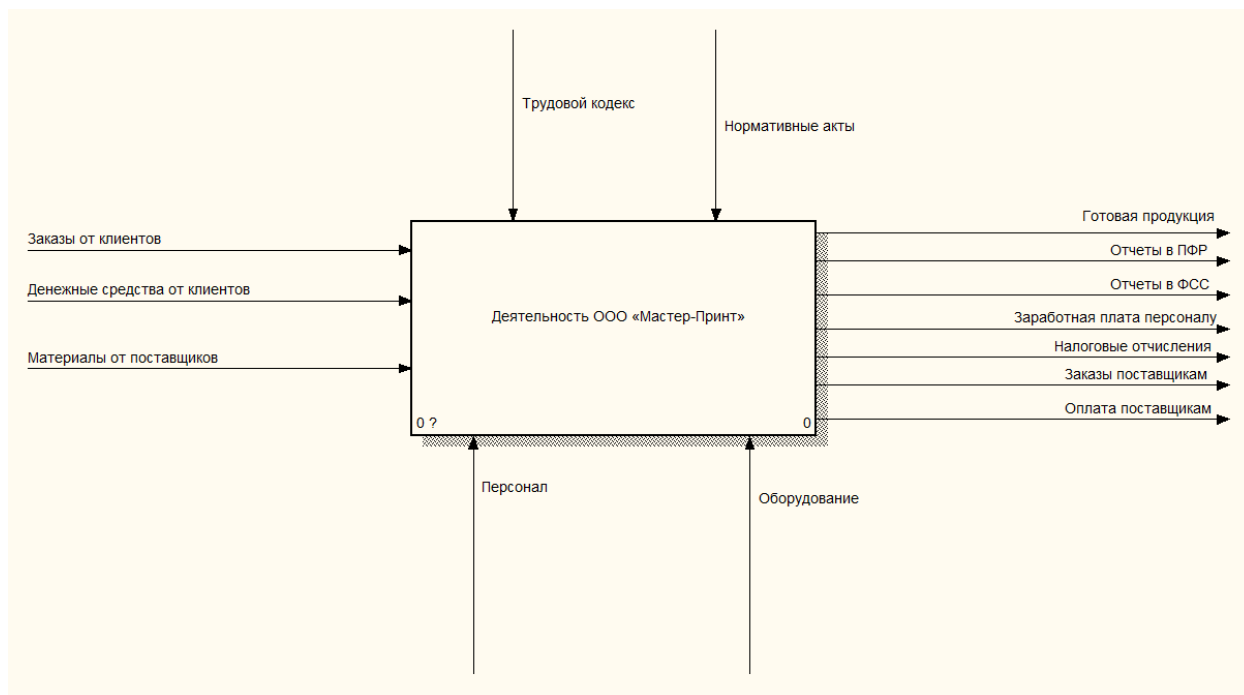 Трудовой кодекс
Нормативные акты
Готовая продукция
Заказы от клиентов
Отчеты в ПФР
Денежные средства от клиентов
Отчеты в ФСС
Деятельность ООО «Мастер-Принт»
Заработная плата персоналу
Налоговые отчисления
Материалы от поставщиков
Заказы поставщикам
Оплата поставщикам
0 ?
0
Персонал
Оборудование